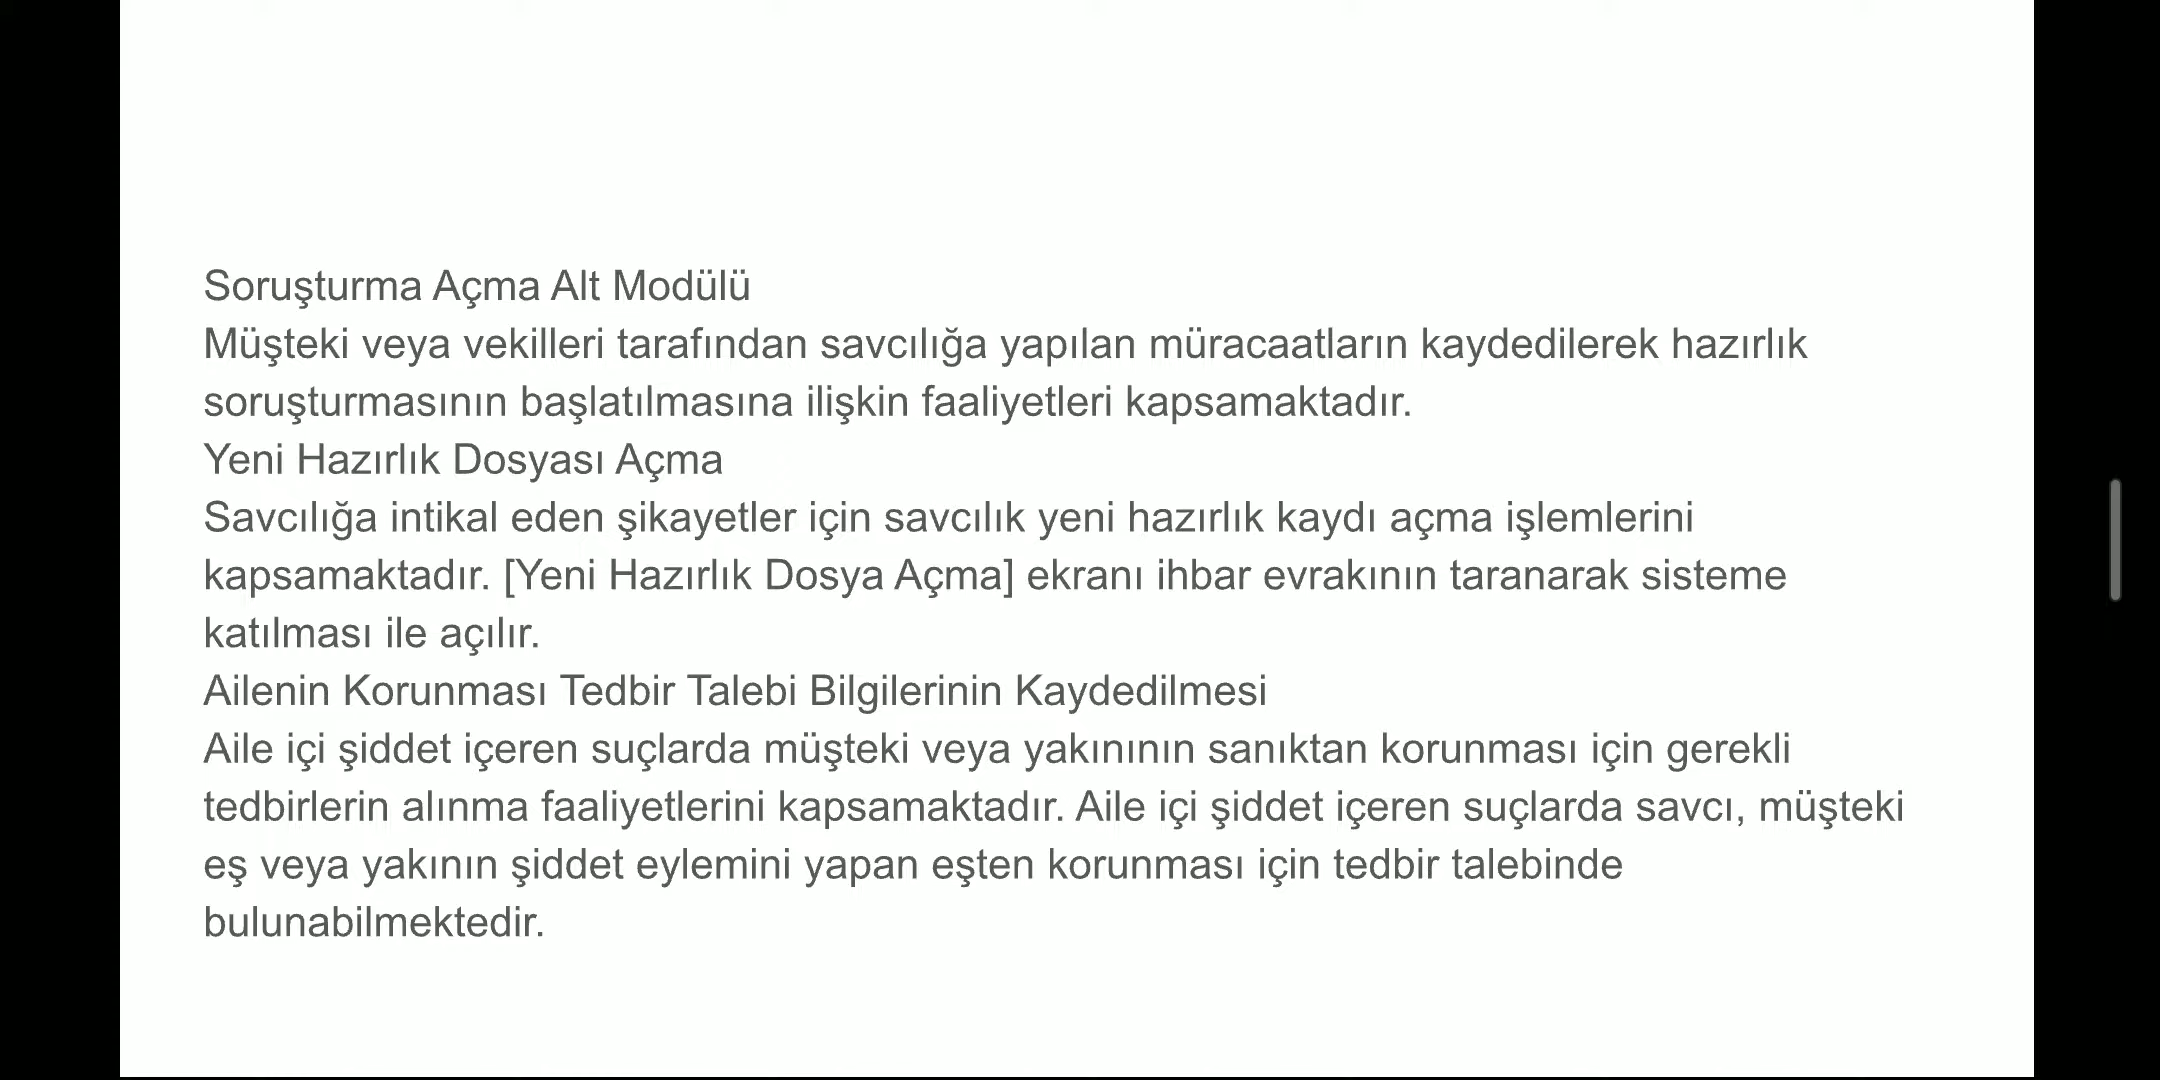 Soruşturma Açma Alt Modülü
Müşteki veya vekilleri tarafından savcılığa yapılan müracaatların kaydedilerek hazırlık
soruşturmasının başlatılmasına ilişkin faaliyetleri kapsamaktadır.
Yeni Hazırlık Dosyası Açma
Savcılığa intikal eden şikayetler için savcılık yeni hazırlık kaydı açma işlemlerini
kapsamaktadır. [Yeni Hazırlık Dosya Açma] ekranı ihbar evrakının taranarak sisteme
katılması ile açılır.
Ailenin Korunması Tedbir Talebi Bilgilerinin Kaydedilmesi
Aile içi şiddet içeren suçlarda müşteki veya yakınının sanıktan korunması için gerekli
tedbirlerin alınma faaliyetlerini kapsamaktadır. Aile içi şiddet içeren suçlarda savcı, müşteki
eş veya yakının şiddet eylemini yapan eşten korunması için tedbir talebinde
bulunabilmektedir.